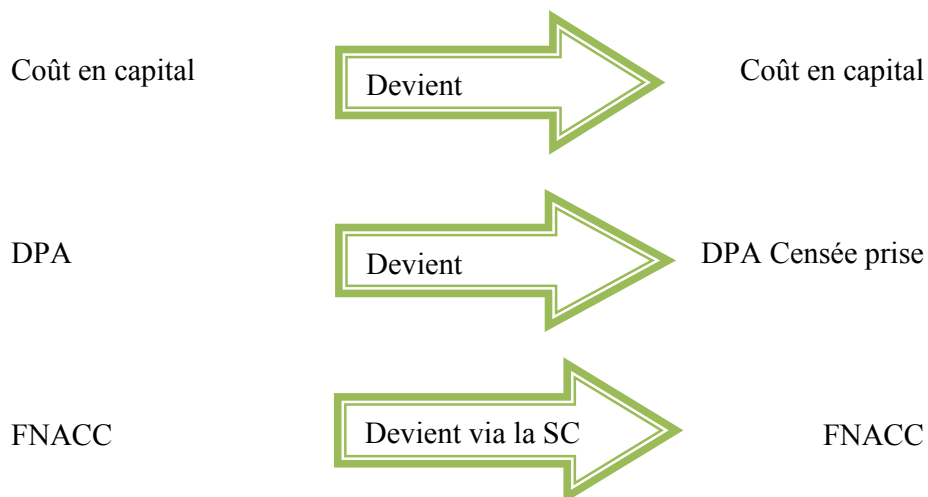 Coût en capital Devient Coût en capital
DPA Devient DPA Censée prise
FNACC Devient via la SC FNACC